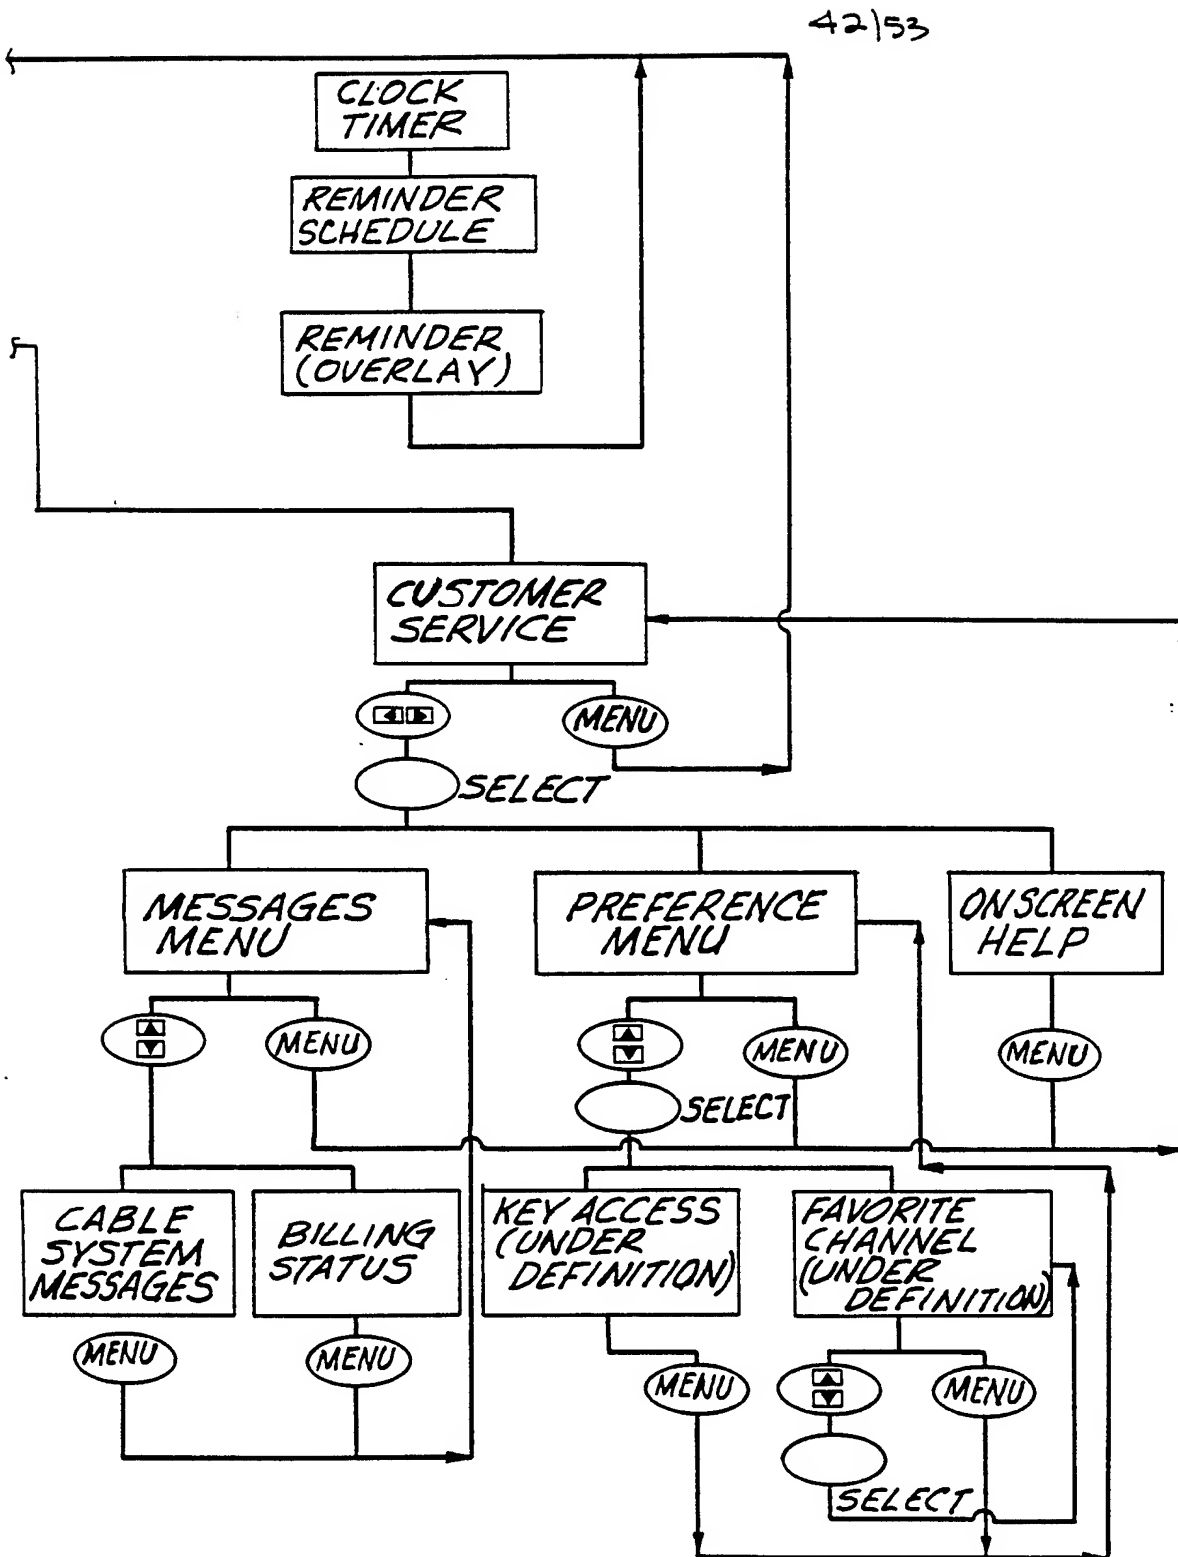 42/53
CLOCK
TIMER
REMINDER
SCHEDULE
REMINDER
(OVERLAY)
CUSTOMER
SERVICE
MENU
SELECT
MESSAGES
MENU
PREFERENCE
MENU
ON SCREEN
HELP
MENU
MENU
MENU
SELECT
CABLE
SYSTEM
MESSAGES
BILLING
STATUS
KEY ACCESS
(UNDER
DEFINITION)
FAVORITE
CHANNEL
(UNDER
DEFINITION)
MENU
MENU
MENU
MENU
SELECT